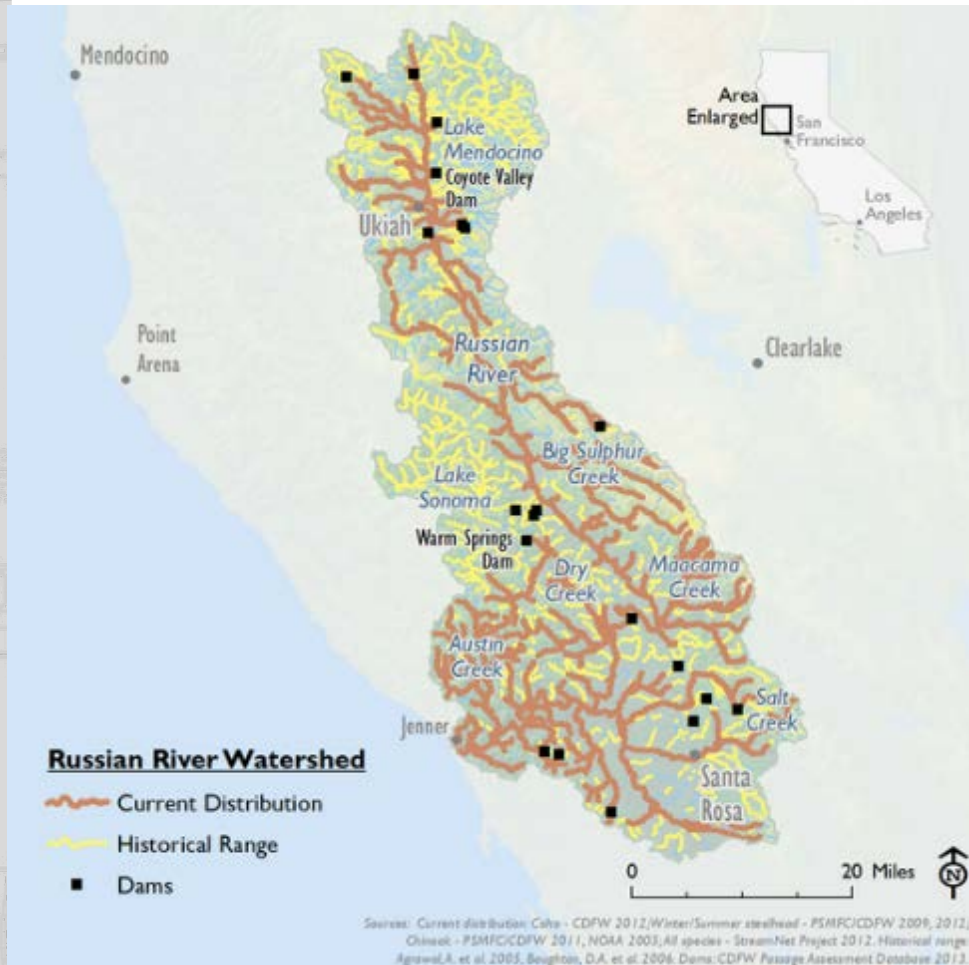 Mendocino
Area
Enlarged
San
Francisco
Los
Angeles
Lake
Mendocino
Coyote Valley
Dam
Ukiah
Point
Arena
Russian
River
Clearlake
Big Sulphur
Creek
Lake
Sonoma
Warm Springs
Dam
Dry
Creek
Maacama
Creek
Austin
Creek
Salt
Creek
Jenner
Santa
Rosa
Russian River Watershed
Current Distribution
Historical Range
Dams
0 20 Miles
N
Sources: Current distribution: Coho - CDFW 2012;Winter/Summer steelhead - PSMFC/CDFW 2009, 2012;
Chinook - PSMFC/CDFW 2011, NOAA 2005; All species - StreamNet Project 2012. Historical range:
Agrawal, A. et al. 2005, Boughton, D.A. et al. 2006. Dams: CDFW Passage Assessment Database 2013.